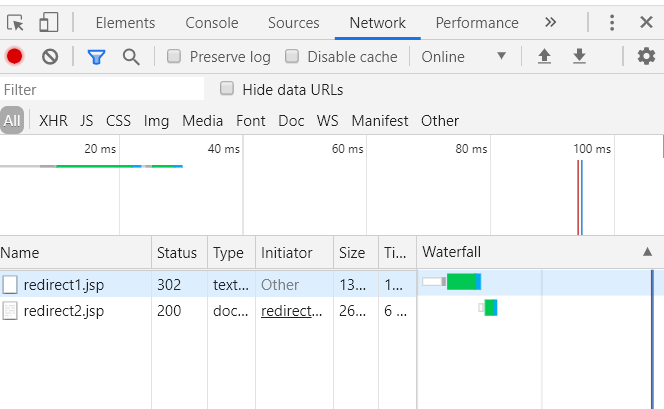 Elements Console Sources Network Performance »
Preserve log Disable cache Online
Filter Hide data URLs
All XHR JS CSS Img Media Font Doc WS Manifest Other
20 ms 40 ms 60 ms 80 ms 100 ms
Name Status Type Initiator Size Ti... Waterfall
redirect1.jsp 302 text... Other 13... 1...
redirect2.jsp 200 doc... redirect... 26... 6 ...